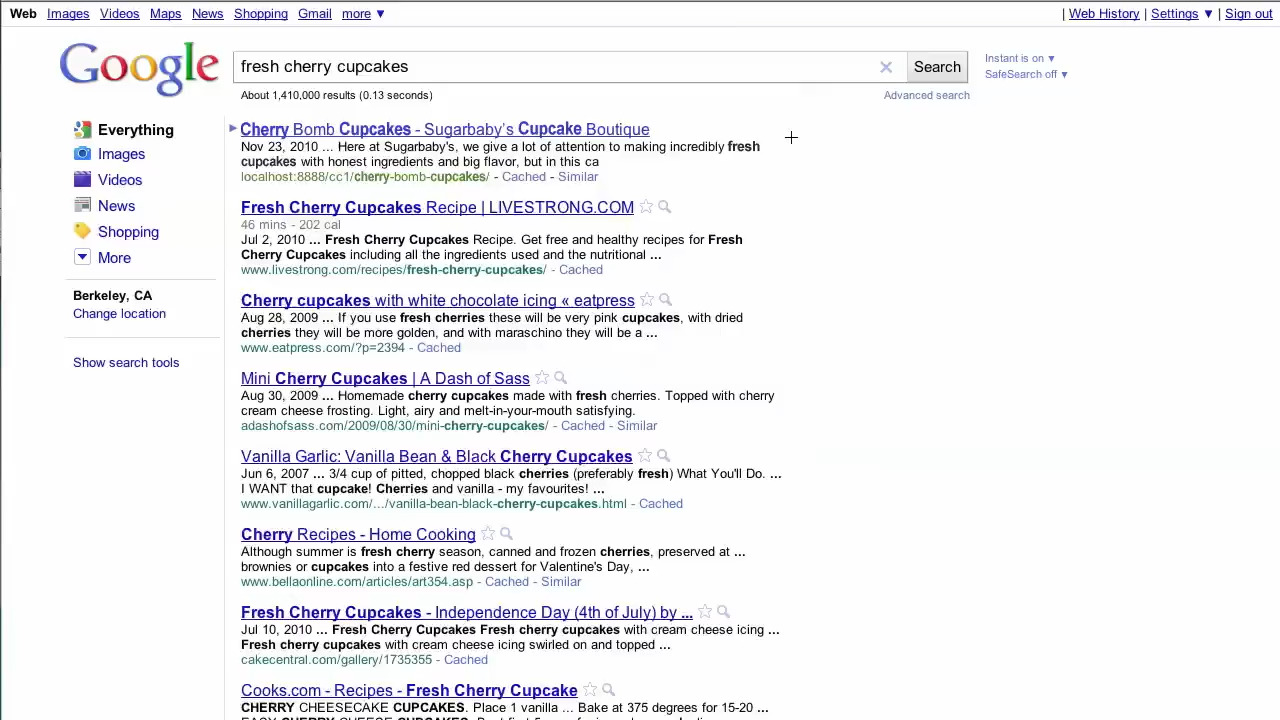 Web Images Videos Maps News Shopping Gmail more ▼
| Web History | Settings ▼ | Sign out
Google
fresh cherry cupcakes
Search
Instant is on ▼
SafeSearch off ▼
About 1,410,000 results (0.13 seconds)
Advanced search
Everything
Images
Videos
News
Shopping
More
Berkeley, CA
Change location
Show search tools
Cherry Bomb Cupcakes - Sugarbaby's Cupcake Boutique
Nov 23, 2010 ... Here at Sugarbaby's, we give a lot of attention to making incredibly fresh
cupcakes with honest ingredients and big flavor, but in this ca
localhost:8888/cc1/cherry-bomb-cupcakes/ - Cached - Similar
Fresh Cherry Cupcakes Recipe | LIVESTRONG.COM
46 mins - 202 cal
Jul 2, 2010 ... Fresh Cherry Cupcakes Recipe. Get free and healthy recipes for Fresh
Cherry Cupcakes including all the ingredients used and the nutritional ...
www.livestrong.com/recipes/fresh-cherry-cupcakes/ - Cached
Cherry cupcakes with white chocolate icing « eatpress
Aug 28, 2009 ... If you use fresh cherries these will be very pink cupcakes, with dried
cherries they will be more golden, and with maraschino they will be a ...
www.eatpress.com/?p=2394 - Cached
Mini Cherry Cupcakes | A Dash of Sass
Aug 30, 2009 ... Homemade cherry cupcakes made with fresh cherries. Topped with cherry
cream cheese frosting. Light, airy and melt-in-your-mouth satisfying.
adashofsass.com/2009/08/30/mini-cherry-cupcakes/ - Cached - Similar
Vanilla Garlic: Vanilla Bean & Black Cherry Cupcakes
Jun 6, 2007 ... 3/4 cup of pitted, chopped black cherries (preferably fresh) What You'll Do. ...
I WANT that cupcake! Cherries and vanilla - my favourites! ...
www.vanillagarlic.com/.../vanilla-bean-black-cherry-cupcakes.html - Cached
Cherry Recipes - Home Cooking
Although summer is fresh cherry season, canned and frozen cherries, preserved at ...
brownies or cupcakes into a festive red dessert for Valentine's Day, ...
www.bellaonline.com/articles/art354.asp - Cached - Similar
Fresh Cherry Cupcakes - Independence Day (4th of July) by ...
Jul 10, 2010 ... Fresh Cherry Cupcakes Fresh cherry cupcakes with cream cheese icing ...
Fresh cherry cupcakes with cream cheese icing swirled on and topped ...
cakecentral.com/gallery/1735355 - Cached
Cooks.com - Recipes - Fresh Cherry Cupcake
CHERRY CHEESECAKE CUPCAKES. Place 1 vanilla ... Bake at 375 degrees for 15-20 ...